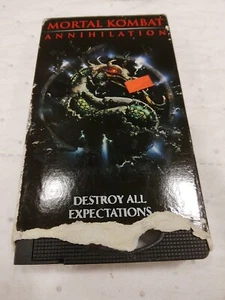 MORTAL KOMBAT
ANNIHILATION
DESTROY ALL
EXPECTATIONS